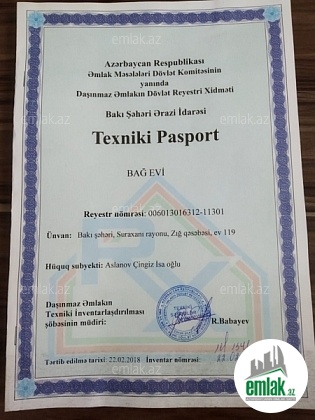 emlak.az
Azərbaycan Respublikası
Əmlak Məsələləri Dövlət Komitəsinin
yanında
Daşınmaz Əmlakın Dövlət Reyestri Xidməti
Bakı Şəhəri Ərazi İdarəsi
Texniki Pasport
BAĞ EVİ
Reyestr nömrəsi: 006013016312-11301
Ünvan: Bakı şəhəri, Suraxanı rayonu, Zığ qəsəbəsi, ev 119
Hüquq subyekti: Aslanov Çingiz İsa oğlu
Daşınmaz Əmlakın
Texniki İnventarlaşdırılması
şöbəsinin müdiri:
R.Babayev
Tərtib edilmə tarixi: 22.02.2018 İnventar nömrəsi:
emlak.az